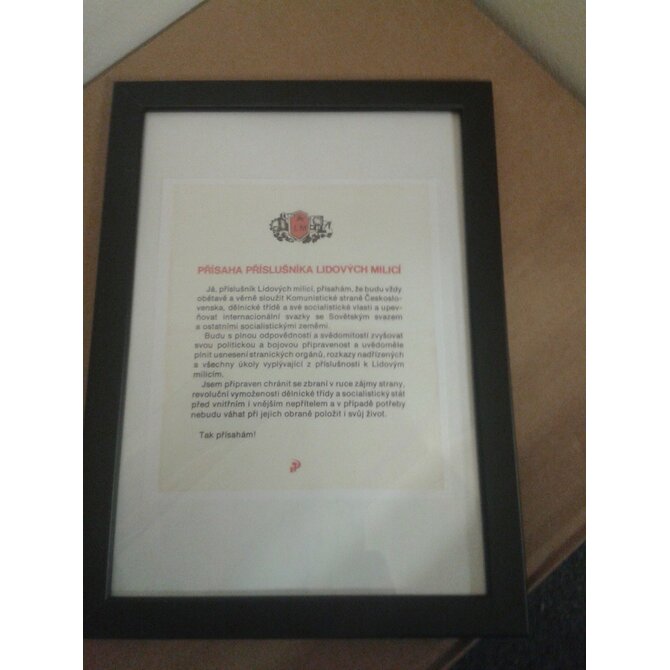 LM
PŘÍSAHA PŘÍSLUŠNÍKA LIDOVÝCH MILICÍ
Já, příslušník Lidových milicí, přísahám, že budu vždy
obětavě a věrně sloužit Komunistické straně Českoslo-
venska, dělnické třídě a své socialistické vlasti a upev-
ňovat internacionální svazky se Sovětským svazem
a ostatními socialistickými zeměmi.
Budu s plnou odpovědností a svědomitostí zvyšovat
svou politickou a bojovou připravenost a uvědoměle
plnit usnesení stranických orgánů, rozkazy nadřízených
a všechny úkoly vyplývající z příslušnosti k Lidovým
milicím.
Jsem připraven chránit se zbraní v ruce zájmy strany,
revoluční vymoženosti dělnické třídy a socialistický stát
před vnitřním i vnějším nepřítelem a v případě potřeby
nebudu váhat při jejich obraně položit i svůj život.
Tak přísahám!